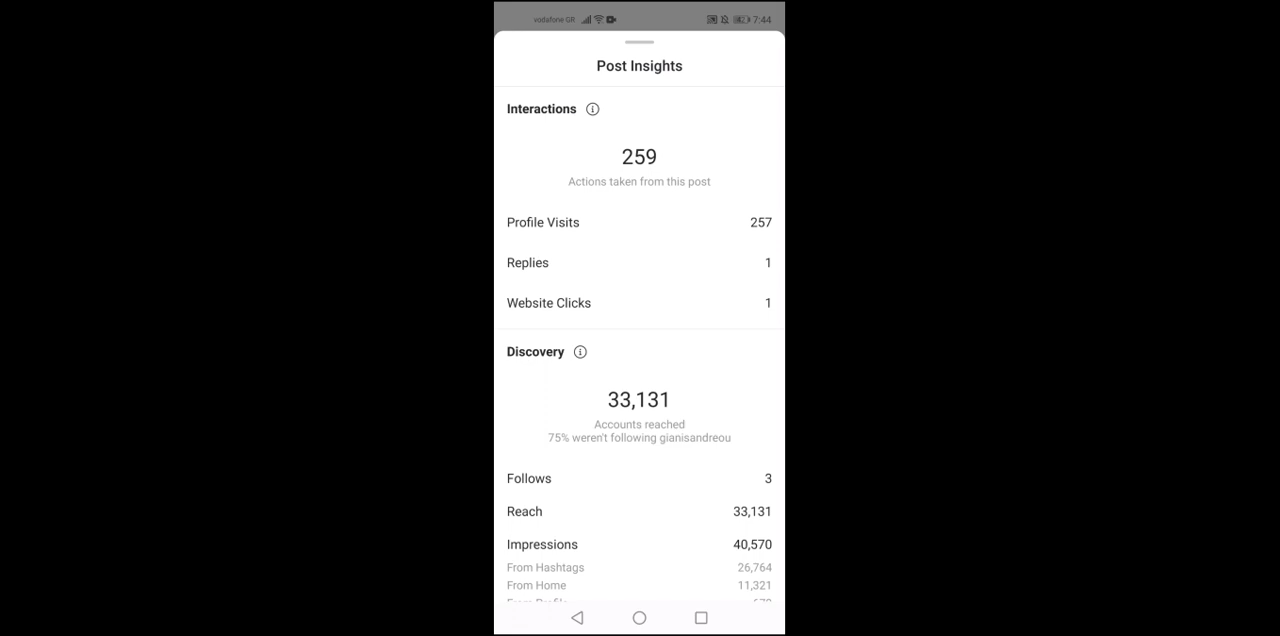 vodafone GR 7:44
Post Insights
Interactions
259
Actions taken from this post
Profile Visits 257
Replies 1
Website Clicks 1
Discovery
33,131
Accounts reached
75% weren't following gianisandreou
Follows 3
Reach 33,131
Impressions 40,570
From Hashtags 26,764
From Home 11,321